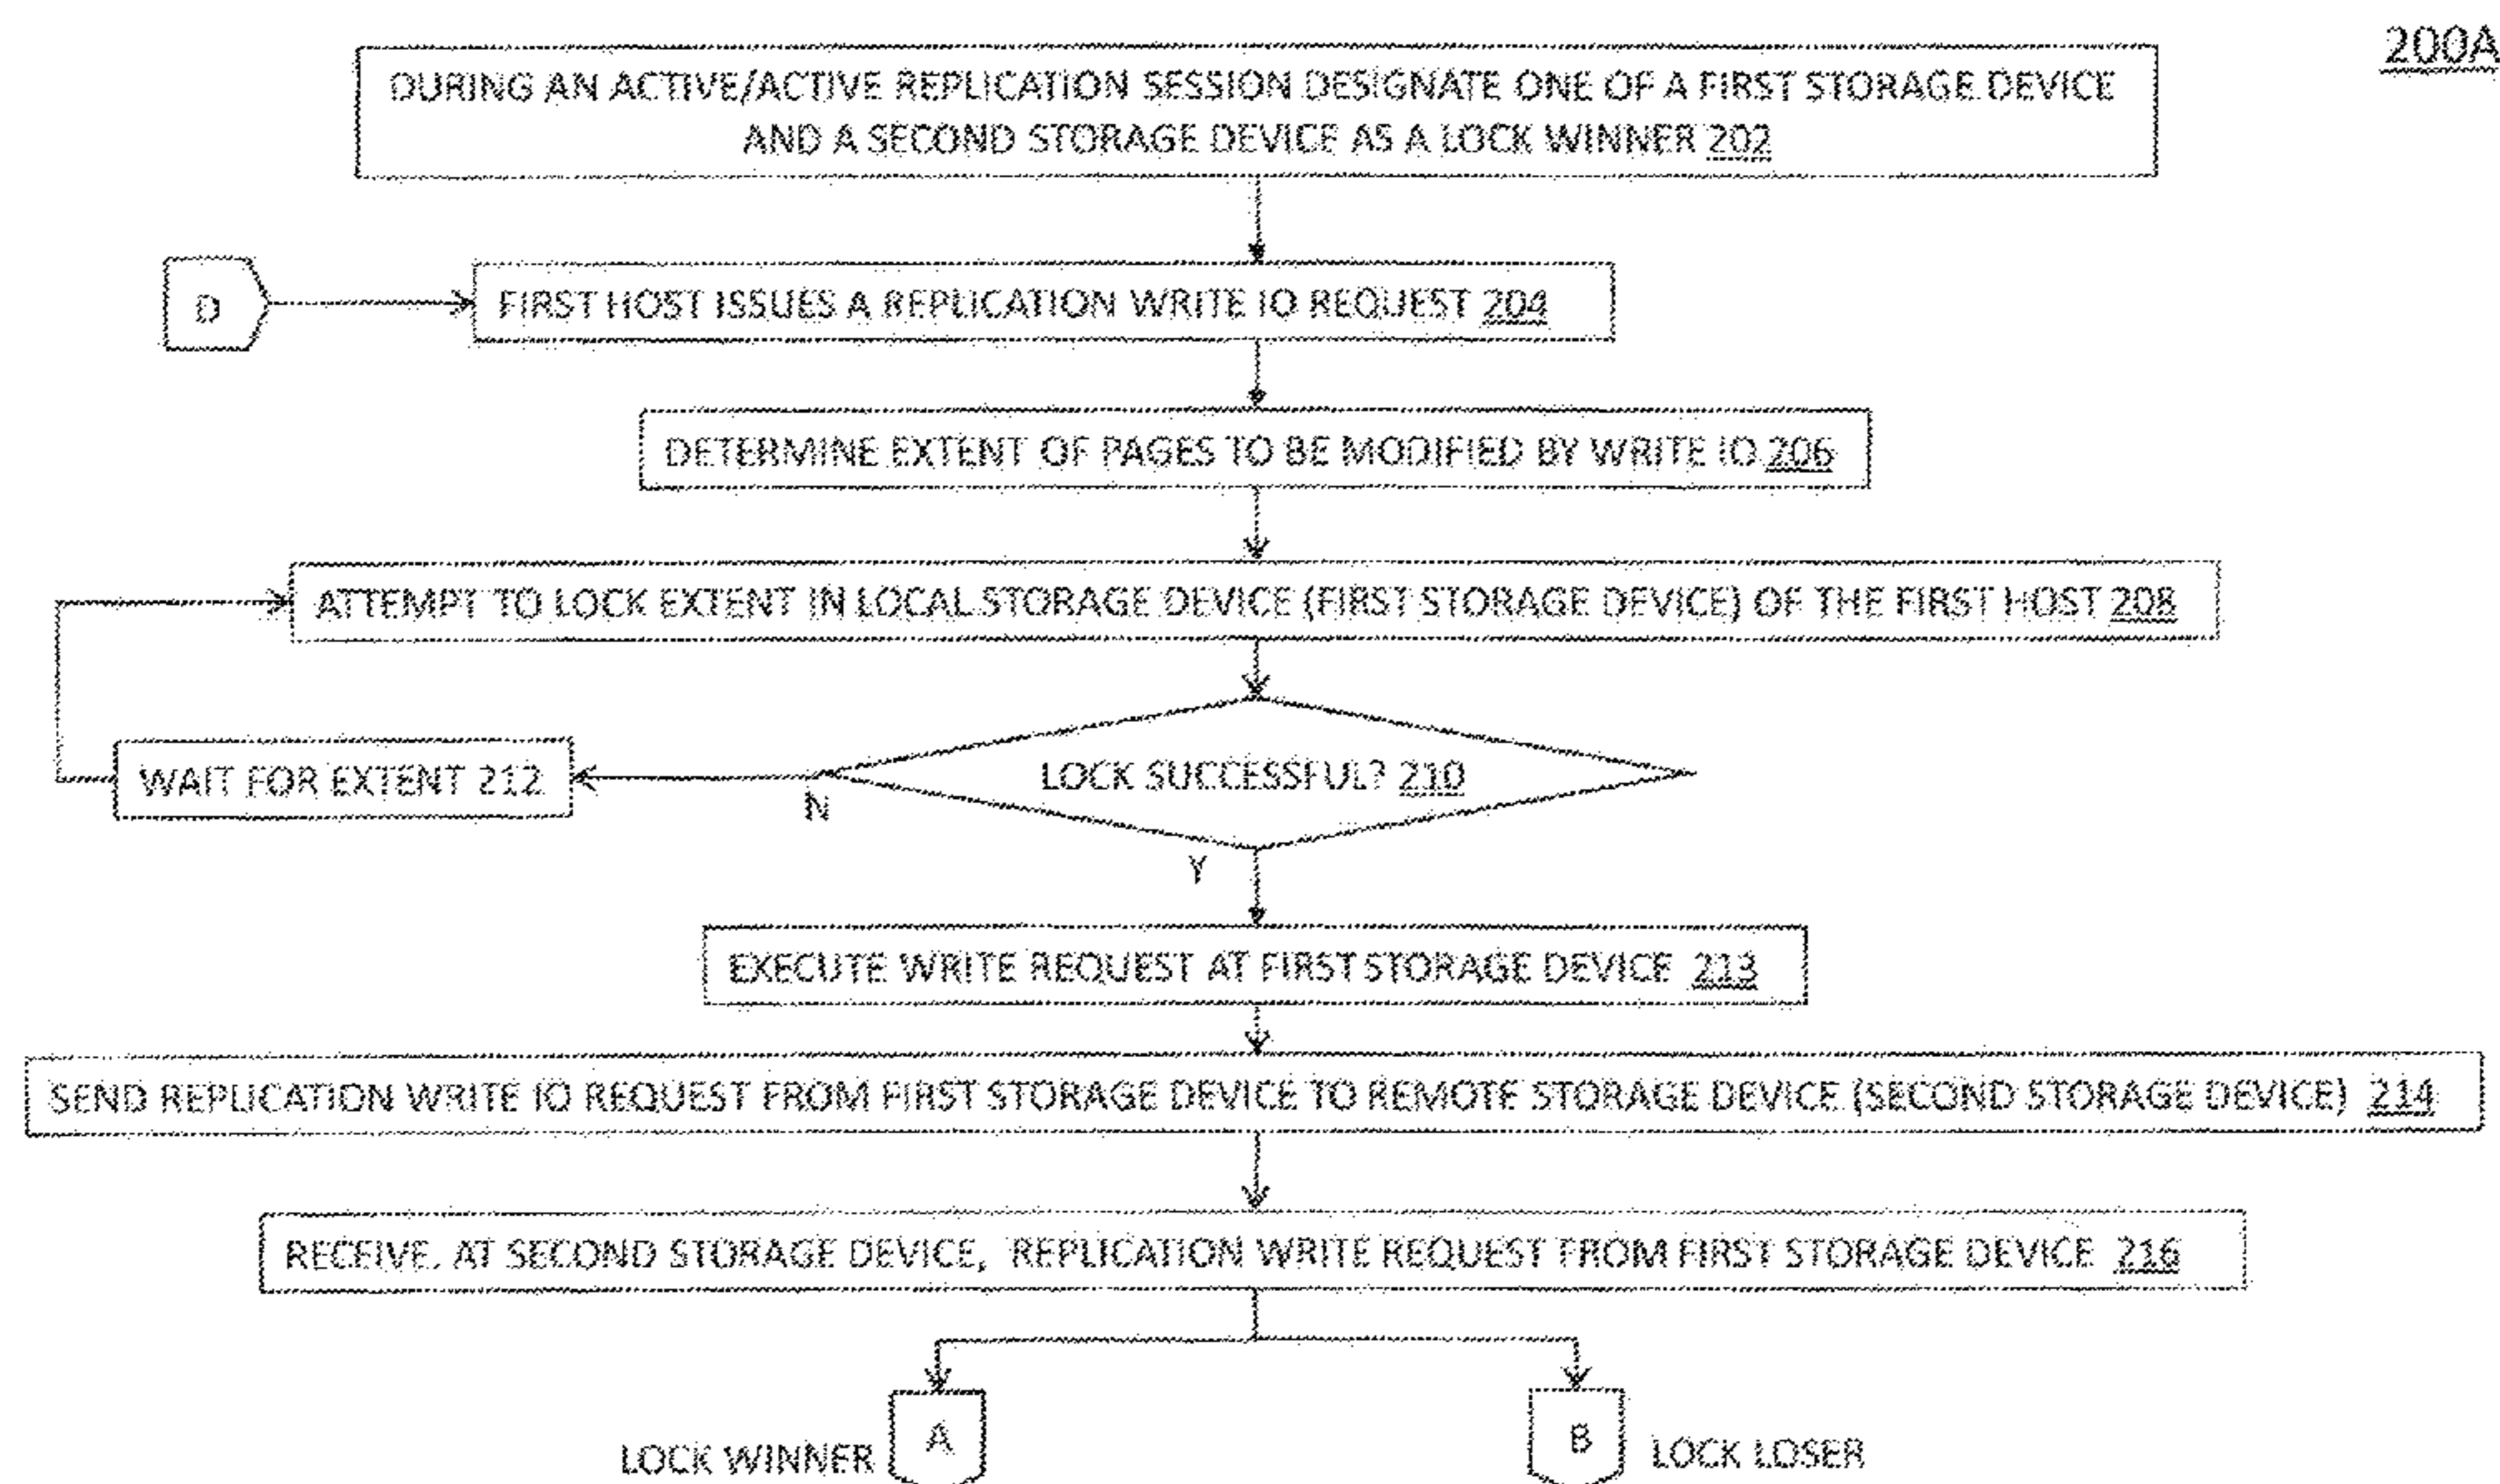 200A
DURING AN ACTIVE/ACTIVE REPLICATION SESSION DESIGNATE ONE OF A FIRST STORAGE DEVICE
AND A SECOND STORAGE DEVICE AS A LOCK WINNER 202
D
FIRST HOST ISSUES A REPLICATION WRITE IO REQUEST 204
DETERMINE EXTENT OF PAGES TO BE MODIFIED BY WRITE IO 206
ATTEMPT TO LOCK EXTENT IN LOCAL STORAGE DEVICE (FIRST STORAGE DEVICE) OF THE FIRST HOST 208
LOCK SUCCESSFUL? 210
WAIT FOR EXTENT 212
N
Y
EXECUTE WRITE REQUEST AT FIRST STORAGE DEVICE 213
SEND REPLICATION WRITE IO REQUEST FROM FIRST STORAGE DEVICE TO REMOTE STORAGE DEVICE (SECOND STORAGE DEVICE) 214
RECEIVE, AT SECOND STORAGE DEVICE, REPLICATION WRITE REQUEST FROM FIRST STORAGE DEVICE 216
LOCK WINNER A
B LOCK LOSER